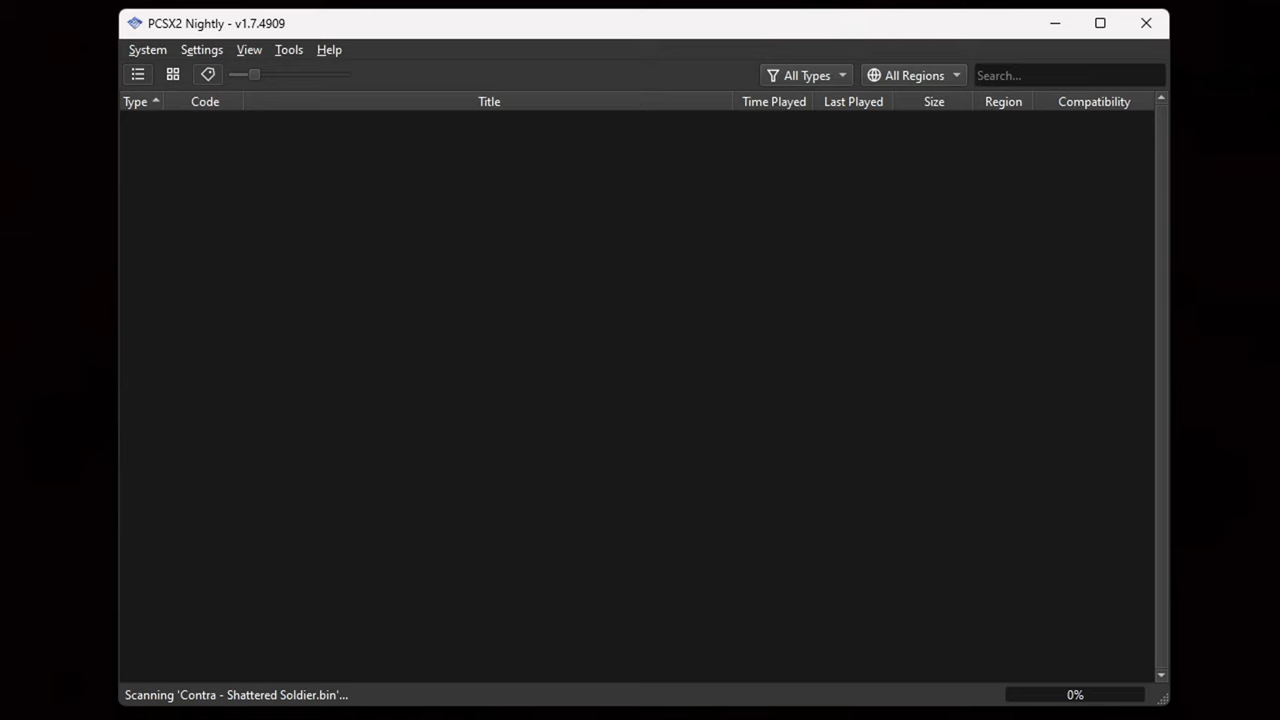 PCSX2 Nightly - v1.7.4909
System Settings View Tools Help
All Types All Regions Search...
Type Code Title Time Played Last Played Size Region Compatibility
Scanning 'Contra - Shattered Soldier.bin'... 0%